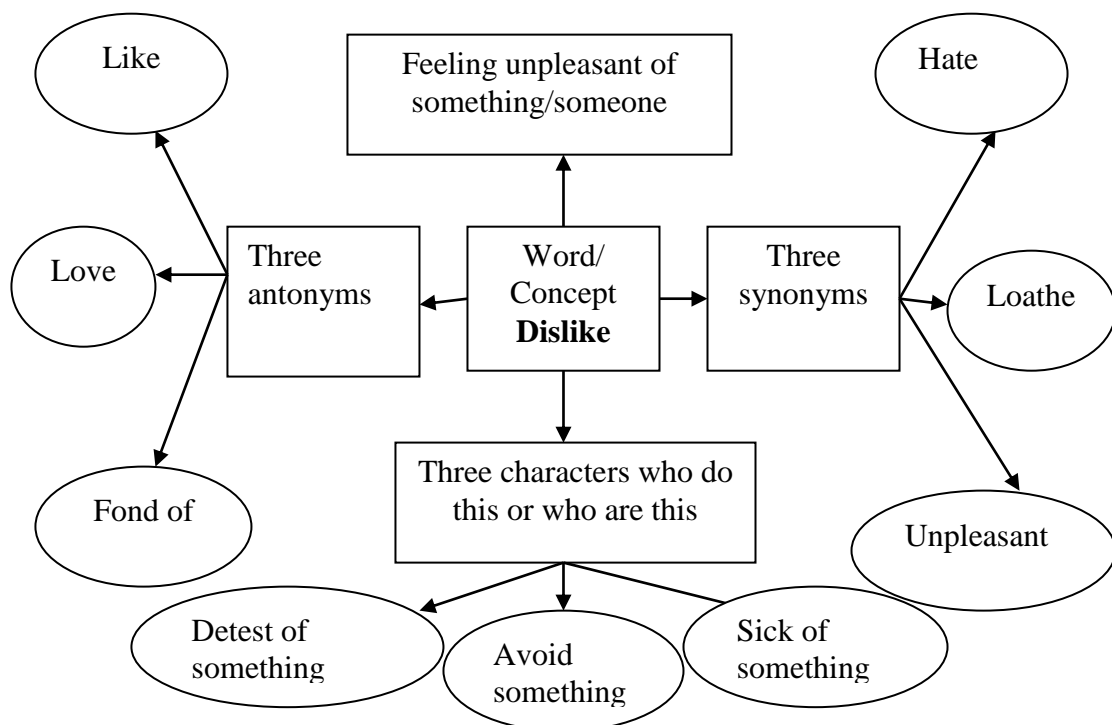 Like
Feeling unpleasant of
something/someone
Hate
Love
Three
antonyms
Word/
Concept
Dislike
Three
synonyms
Loathe
Fond of
Three characters who do
this or who are this
Unpleasant
Detest of
something
Avoid
something
Sick of
something